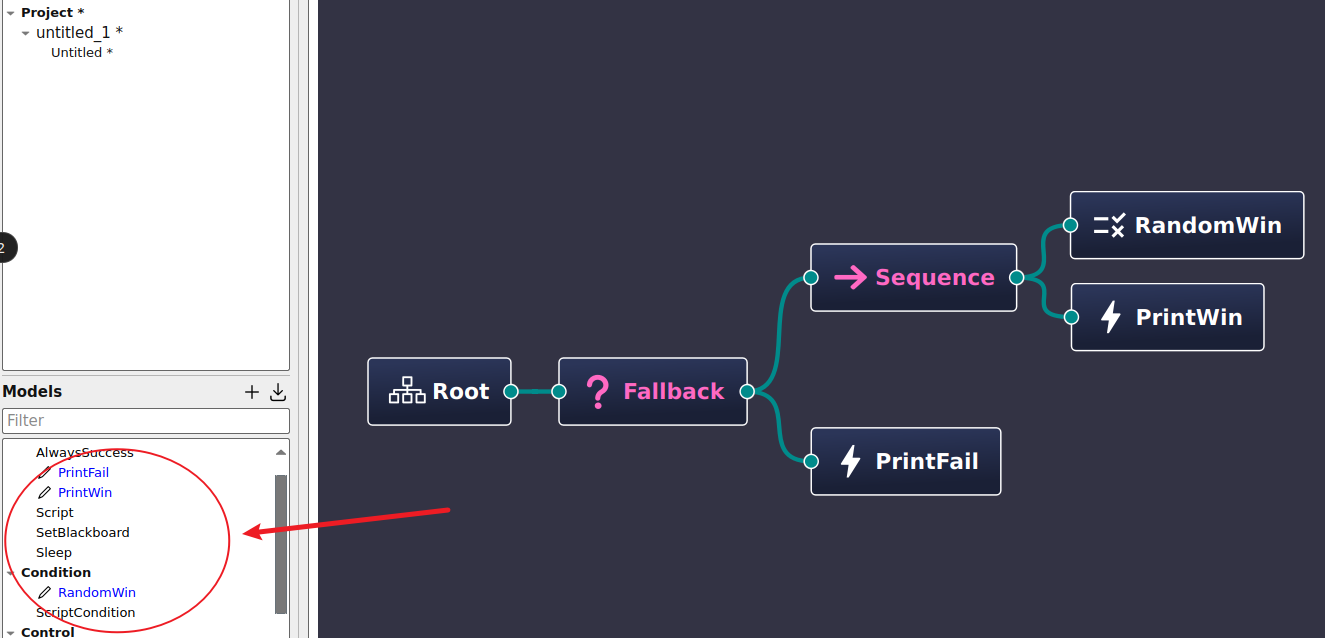 Project *
untitled_1 *
Untitled *
2
Models
Filter
AlwaysSuccess
PrintFail
PrintWin
Script
SetBlackboard
Sleep
Condition
RandomWin
ScriptCondition
Control
Root
Fallback
Sequence
RandomWin
PrintWin
PrintFail